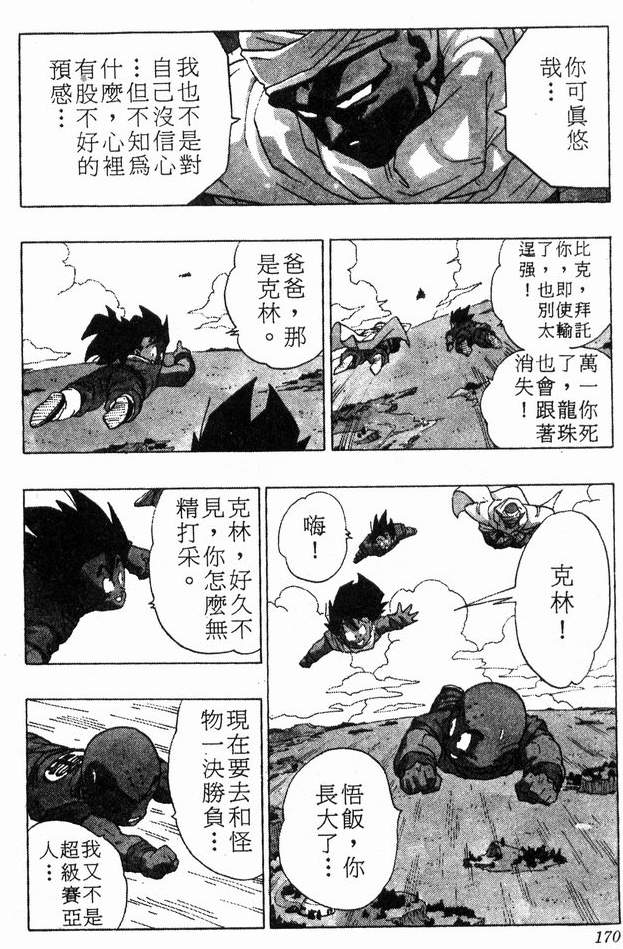 你可真悠
哉…
我也不是對
自己沒信心
…但不知為
什麼，心裡
有股不好的
預感…
比克，拜託
你，即使輸
了，也別太
逞强！
萬一你死
了，龍珠
也會跟著
消失！
爸爸，那
是克林。
克林！
嗨！
悟飯，你
長大了…
克林，好久不
見，你怎麼無
精打采。
現在要去和怪
物一決勝負…
我又不是
超級賽亞
人…
170